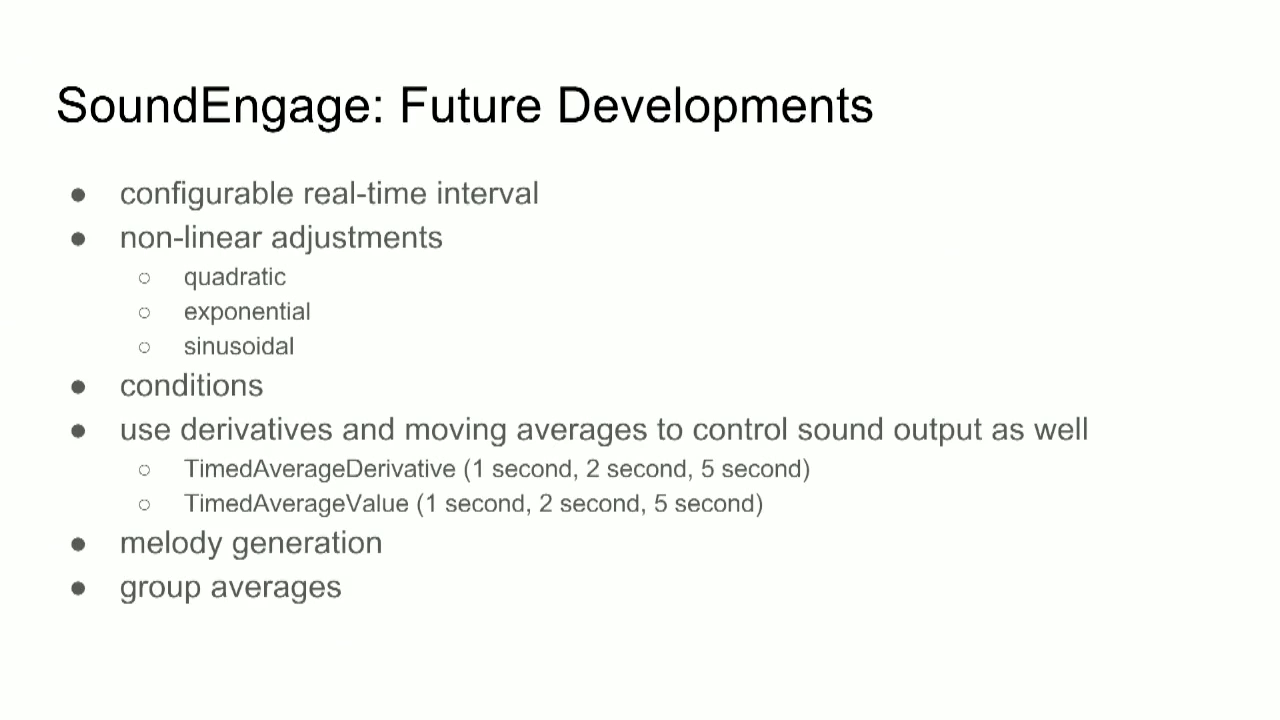 SoundEngage: Future Developments
● configurable real-time interval
● non-linear adjustments
○ quadratic
○ exponential
○ sinusoidal
● conditions
● use derivatives and moving averages to control sound output as well
○ TimedAverageDerivative (1 second, 2 second, 5 second)
○ TimedAverageValue (1 second, 2 second, 5 second)
● melody generation
● group averages